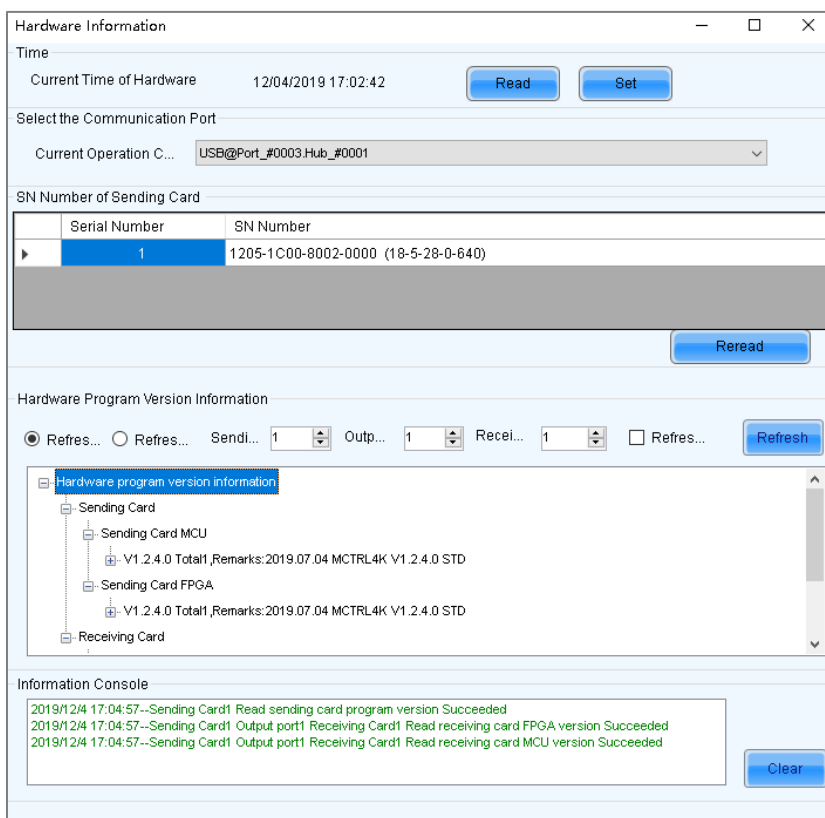 Hardware Information
Time
Current Time of Hardware 12/04/2019 17:02:42 Read Set
Select the Communication Port
Current Operation C... USB@Port_#0003.Hub_#0001
SN Number of Sending Card
Serial Number SN Number
1 1205-1C00-8002-0000 (18-5-28-0-640)
Reread
Hardware Program Version Information
Refres... Refres... Sendi... 1 Outp... 1 Recei... 1 Refres... Refresh
Hardware program version information
Sending Card
Sending Card MCU
V1.2.4.0 Total1,Remarks:2019.07.04 MCTRL4K V1.2.4.0 STD
Sending Card FPGA
V1.2.4.0 Total1,Remarks:2019.07.04 MCTRL4K V1.2.4.0 STD
Receiving Card
Information Console
2019/12/4 17:04:57--Sending Card1 Read sending card program version Succeeded
2019/12/4 17:04:57--Sending Card1 Output port1 Receiving Card1 Read receiving card FPGA version Succeeded
2019/12/4 17:04:57--Sending Card1 Output port1 Receiving Card1 Read receiving card MCU version Succeeded
Clear